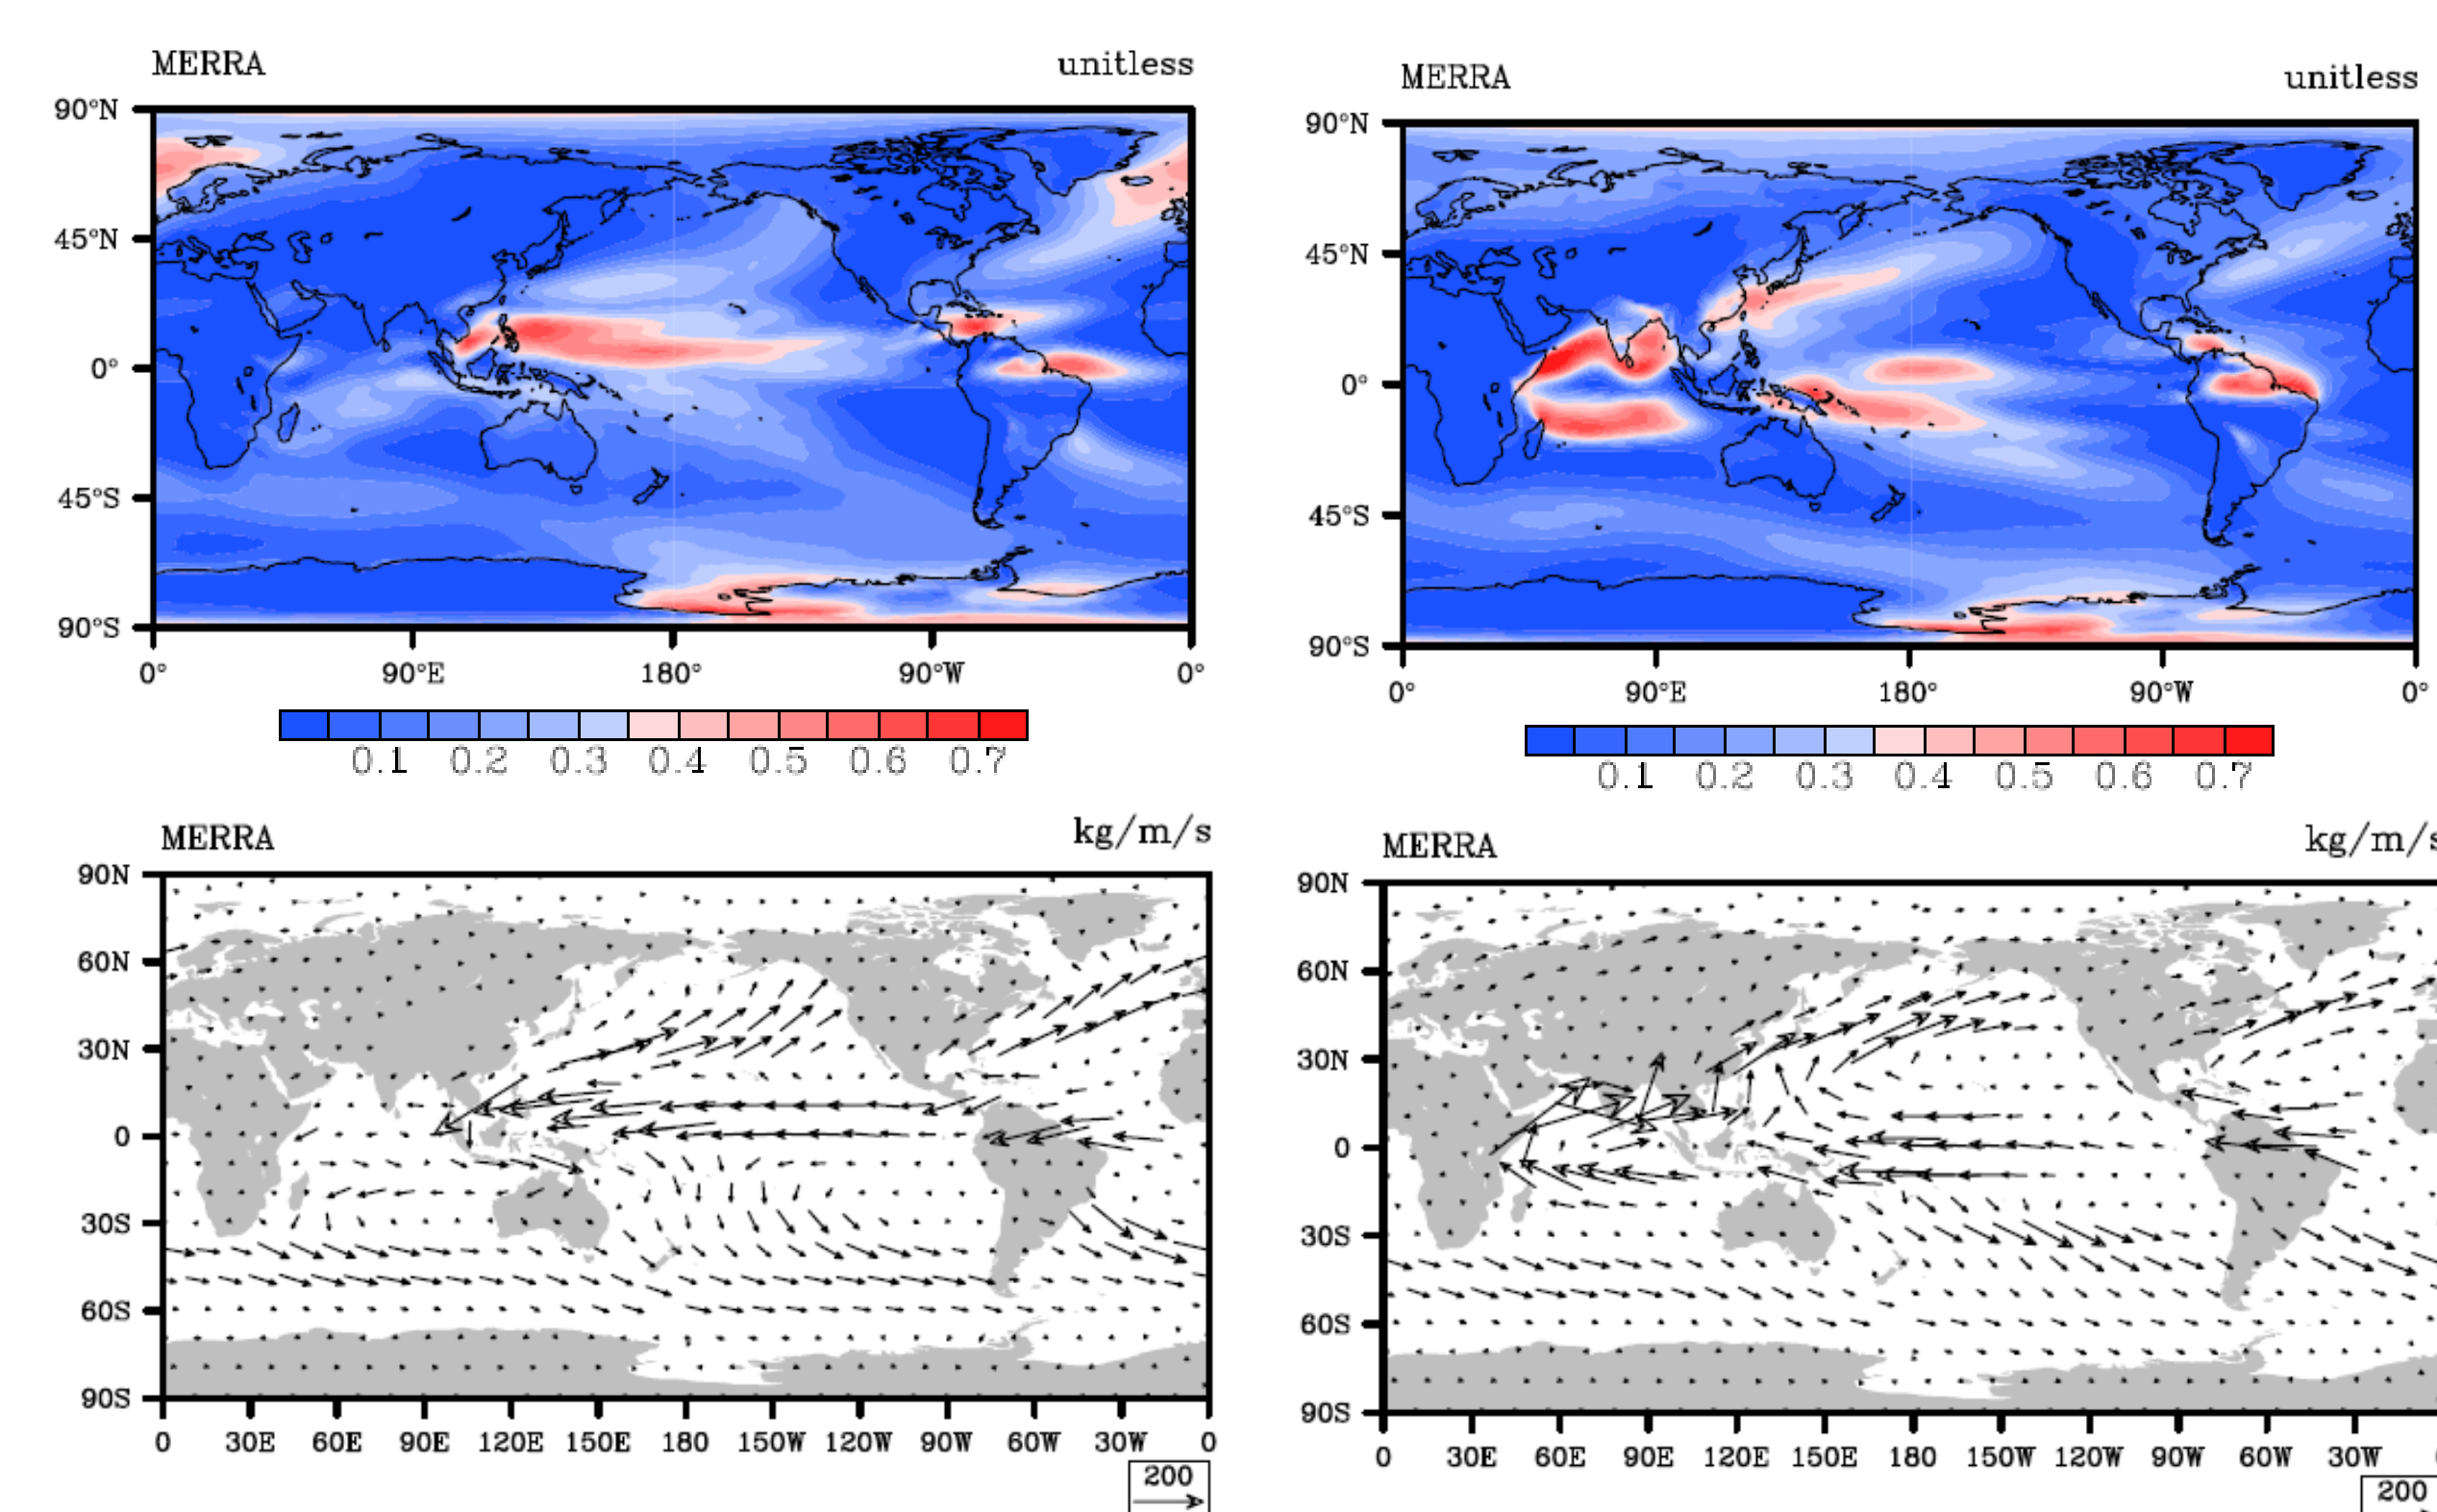 MERRA unitless
90°N
45°N
0°
45°S
90°S
0° 90°E 180° 90°W 0°
0.1 0.2 0.3 0.4 0.5 0.6 0.7
MERRA unitless
90°N
45°N
0°
45°S
90°S
0° 90°E 180° 90°W 0°
0.1 0.2 0.3 0.4 0.5 0.6 0.7
MERRA kg/m/s
90N
60N
30N
0
30S
60S
90S
0 30E 60E 90E 120E 150E 180 150W 120W 90W 60W 30W 0
200
MERRA kg/m/s
90N
60N
30N
0
30S
60S
90S
0 30E 60E 90E 120E 150E 180 150W 120W 90W 60W 30W
200